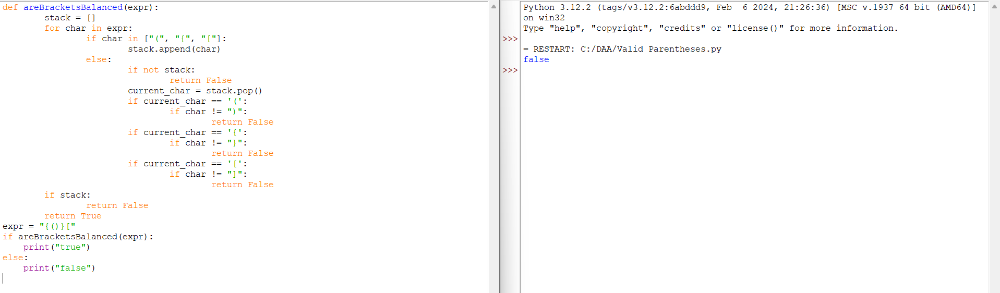 def areBracketsBalanced(expr):
        stack = []
        for char in expr:
                if char in ["(", "{", "["]:
                        stack.append(char)
                else:
                        if not stack:
                                return False
                        current_char = stack.pop()
                        if current_char == '(':
                                if char != ")":
                                        return False
                        if current_char == '{':
                                if char != "}":
                                        return False
                        if current_char == '[':
                                if char != "]":
                                        return False
        if stack:
                return False
        return True
expr = "{()}["
if areBracketsBalanced(expr):
    print("true")
else:
    print("false")
Python 3.12.2 (tags/v3.12.2:6abddd9, Feb  6 2024, 21:26:36) [MSC v.1937 64 bit (AMD64)]
on win32
Type "help", "copyright", "credits" or "license()" for more information.
>>>
= RESTART: C:/DAA/Valid Parentheses.py
false
>>>